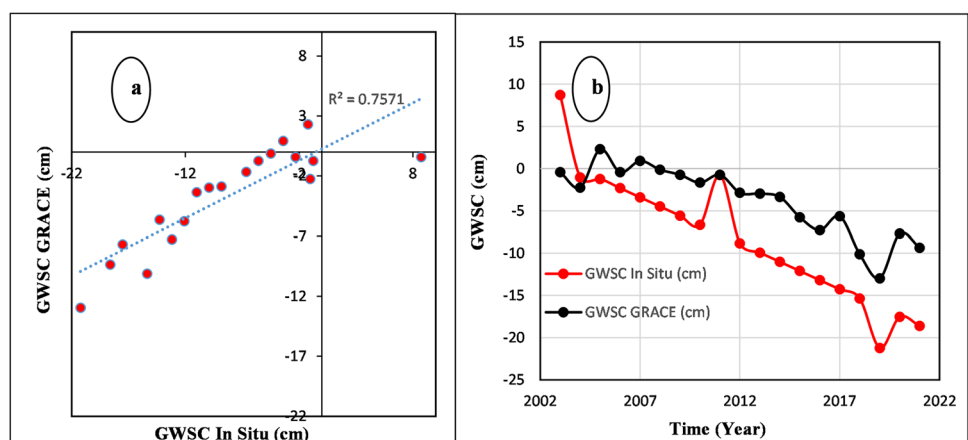 a
R² = 0.7571
8
3
-2
-7
-12
-17
-22
-22
-12
-2
8
GWSC GRACE (cm)
GWSC In Situ (cm)
b
15
10
5
0
-5
-10
-15
-20
-25
2002
2007
2012
2017
2022
GWSC (cm)
GWSC In Situ (cm)
GWSC GRACE (cm)
Time (Year)